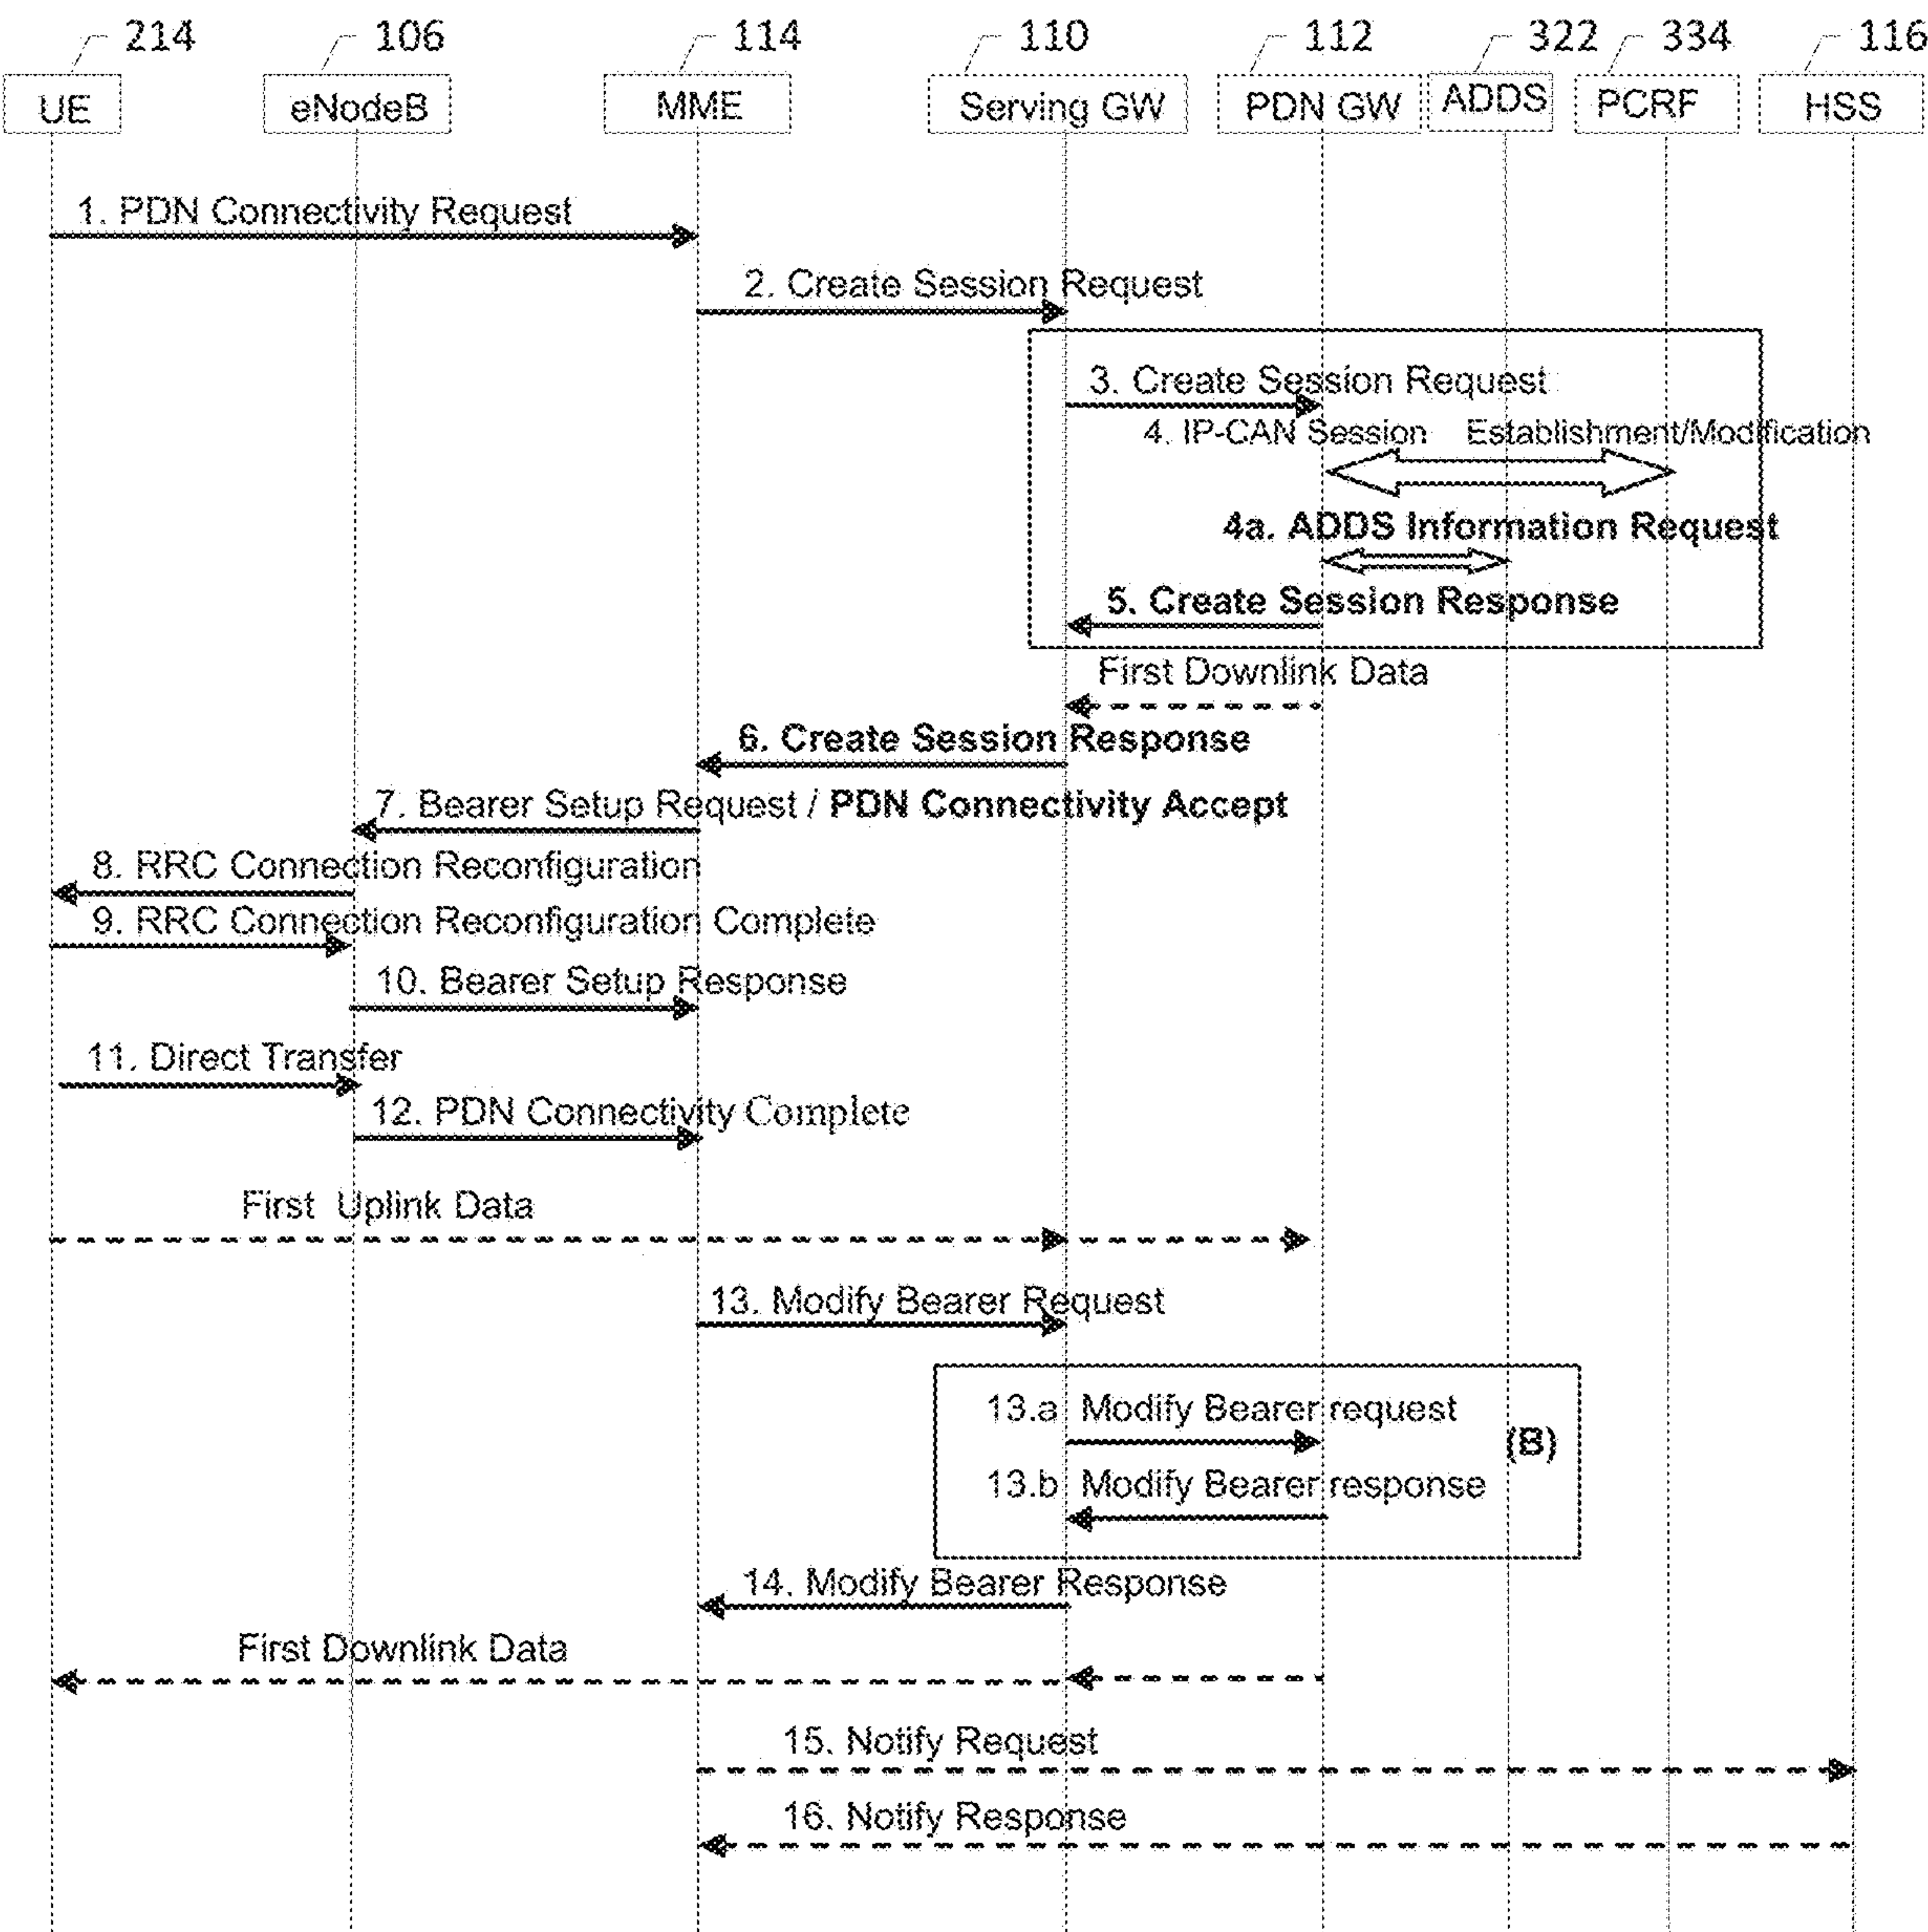 214 106 114 110 112 322 334 116
UE eNodeB MME Serving GW PDN GW ADDS PCRF HSS
1. PDN Connectivity Request
2. Create Session Request
3. Create Session Request
4. IP-CAN Session Establishment/Modification
4a. ADDS Information Request
5. Create Session Response
First Downlink Data
6. Create Session Response
7. Bearer Setup Request / PDN Connectivity Accept
8. RRC Connection Reconfiguration
9. RRC Connection Reconfiguration Complete
10. Bearer Setup Response
11. Direct Transfer
12. PDN Connectivity Complete
First Uplink Data
13. Modify Bearer Request
13.a Modify Bearer request
(B)
13.b Modify Bearer response
14. Modify Bearer Response
First Downlink Data
15. Notify Request
16. Notify Response